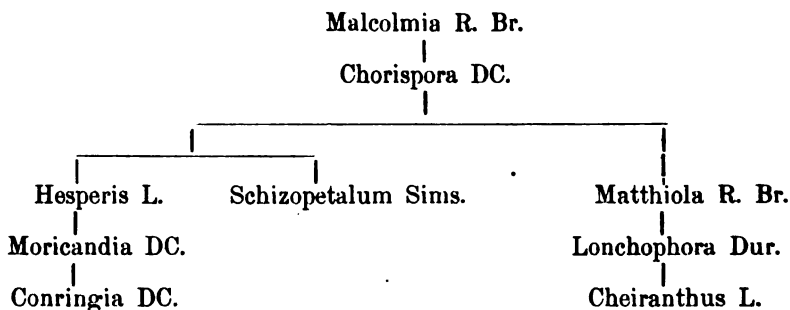 Malcolmia R. Br.
Chorispora DC.
Hesperis L. Schizopetalum Sims. Matthiola R. Br.
Moricandia DC. Lonchophora Dur.
Conringia DC. Cheiranthus L.